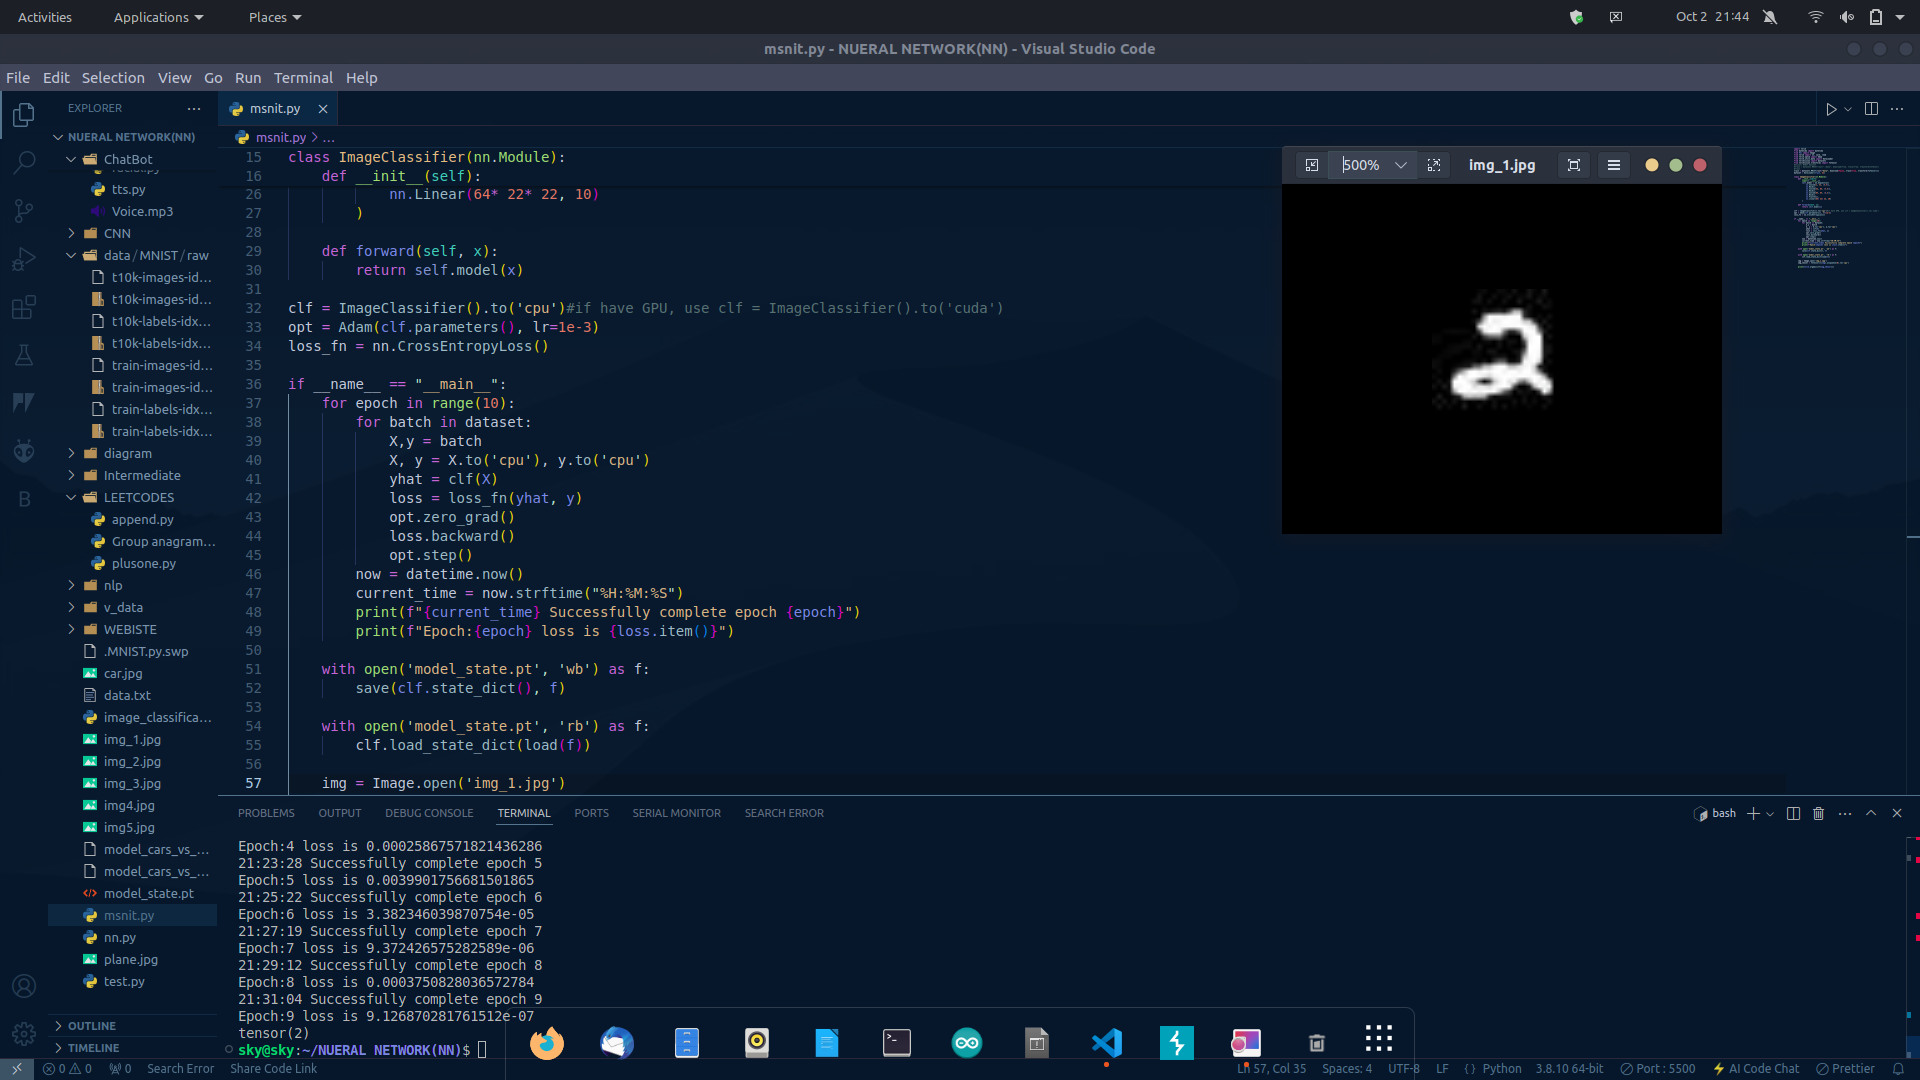 Activities Applications Places Oct 2 21:44
msnit.py - NUERAL NETWORK(NN) - Visual Studio Code
File Edit Selection View Go Run Terminal Help
EXPLORER
NUERAL NETWORK(NN)
ChatBot
tts.py
Voice.mp3
CNN
data/MNIST/raw
t10k-images-id...
t10k-images-id...
t10k-labels-idx...
t10k-labels-idx...
train-images-id...
train-images-id...
train-labels-idx...
train-labels-idx...
diagram
Intermediate
LEETCODES
append.py
Group anagram...
plusone.py
nlp
v_data
WEBISTE
.MNIST.py.swp
car.jpg
data.txt
image_classifica...
img_1.jpg
img_2.jpg
img_3.jpg
img4.jpg
img5.jpg
model_cars_vs_...
model_cars_vs_...
model_state.pt
msnit.py
nn.py
plane.jpg
test.py
OUTLINE
TIMELINE
msnit.py
msnit.py > ...
15 class ImageClassifier(nn.Module):
16 def __init__(self):
26 nn.Linear(64* 22* 22, 10)
27 )
28
29 def forward(self, x):
30 return self.model(x)
31
32 clf = ImageClassifier().to('cpu')#if have GPU, use clf = ImageClassifier().to('cuda')
33 opt = Adam(clf.parameters(), lr=1e-3)
34 loss_fn = nn.CrossEntropyLoss()
35
36 if __name__ == "__main__":
37 for epoch in range(10):
38 for batch in dataset:
39 X,y = batch
40 X, y = X.to('cpu'), y.to('cpu')
41 yhat = clf(X)
42 loss = loss_fn(yhat, y)
43 opt.zero_grad()
44 loss.backward()
45 opt.step()
46 now = datetime.now()
47 current_time = now.strftime("%H:%M:%S")
48 print(f"{current_time} Successfully complete epoch {epoch}")
49 print(f"Epoch:{epoch} loss is {loss.item()}")
50
51 with open('model_state.pt', 'wb') as f:
52 save(clf.state_dict(), f)
53
54 with open('model_state.pt', 'rb') as f:
55 clf.load_state_dict(load(f))
56
57 img = Image.open('img_1.jpg')
500% img_1.jpg
2
PROBLEMS OUTPUT DEBUG CONSOLE TERMINAL PORTS SERIAL MONITOR SEARCH ERROR
bash
Epoch:4 loss is 0.00025867571821436286
21:23:28 Successfully complete epoch 5
Epoch:5 loss is 0.0039901756681501865
21:25:22 Successfully complete epoch 6
Epoch:6 loss is 3.382346039870754e-05
21:27:19 Successfully complete epoch 7
Epoch:7 loss is 9.372426575282589e-06
21:29:12 Successfully complete epoch 8
Epoch:8 loss is 0.0003750828036572784
21:31:04 Successfully complete epoch 9
Epoch:9 loss is 9.126870281761512e-07
tensor(2)
sky@sky:~/NUERAL NETWORK(NN)$
0 0 0 Search Error Share Code Link Ln 57, Col 35 Spaces: 4 UTF-8 LF {} Python 3.8.10 64-bit Port : 5500 AI Code Chat Prettier